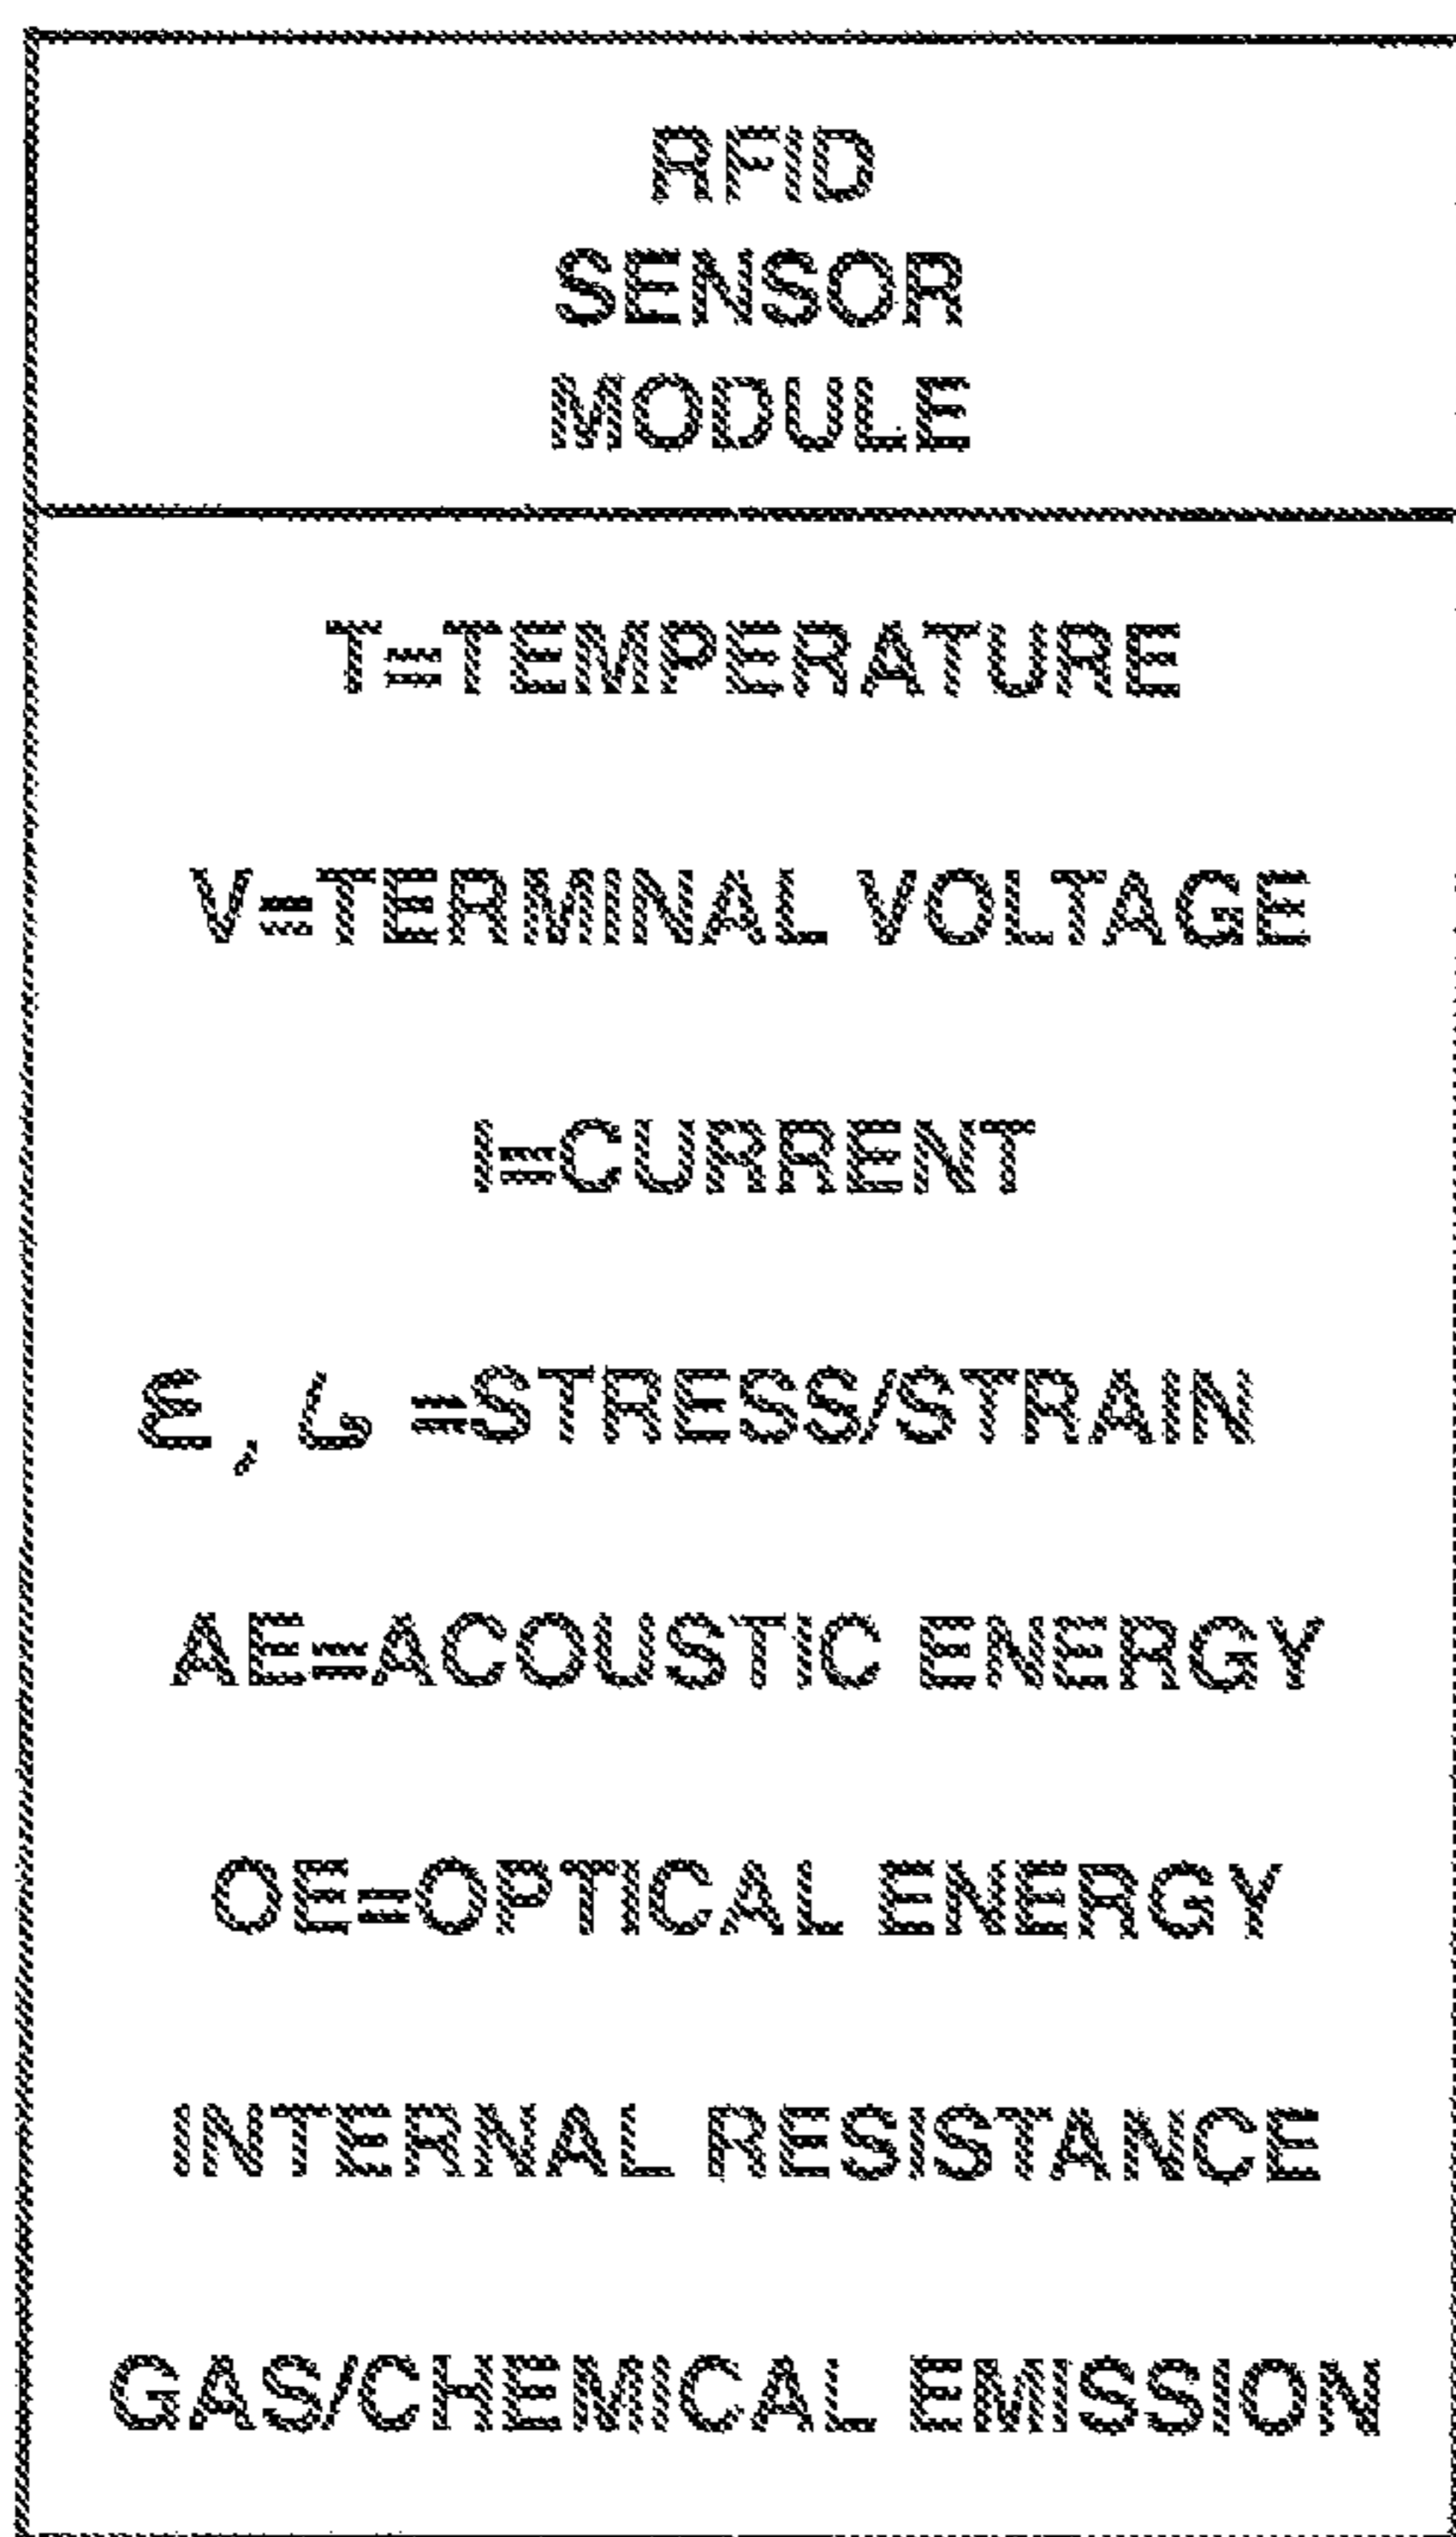 RFID
SENSOR
MODULE
T=TEMPERATURE
V=TERMINAL VOLTAGE
I=CURRENT
=STRESS/STRAIN
AE=ACOUSTIC ENERGY
OE=OPTICAL ENERGY
INTERNAL RESISTANCE
GAS/CHEMICAL EMISSION